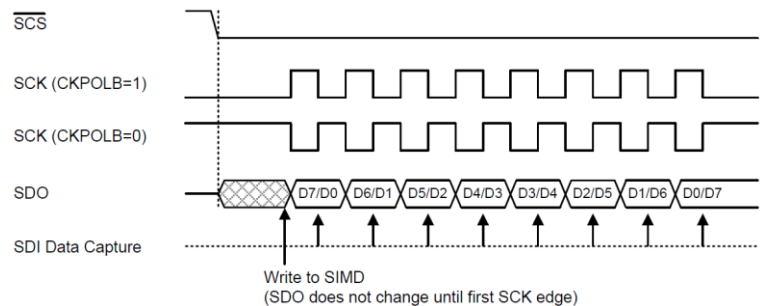 SCS
SCK (CKPOLB=1)
SCK (CKPOLB=0)
SDO D7/D0 D6/D1 D5/D2 D4/D3 D3/D4 D2/D5 D1/D6 D0/D7
SDI Data Capture
Write to SIMD
(SDO does not change until first SCK edge)